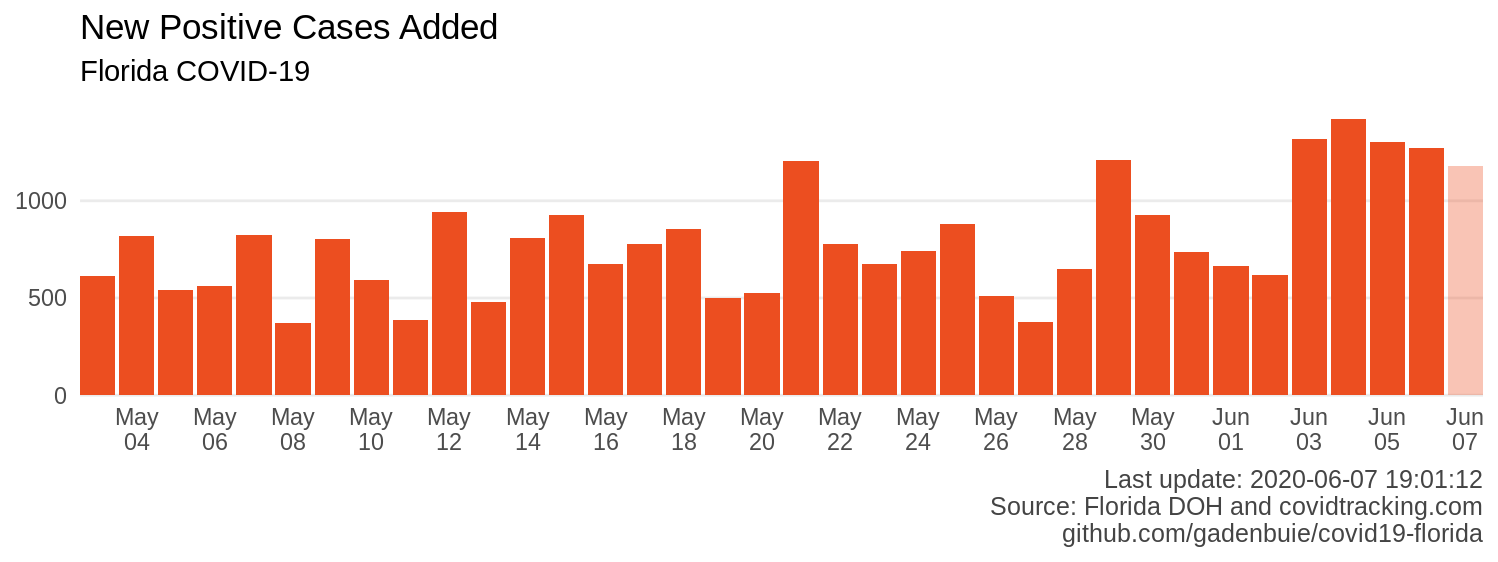 New Positive Cases Added
Florida COVID-19
1000
500
0
May May May May May May May May May May May May May May Jun Jun Jun Jun
04 06 08 10 12 14 16 18 20 22 24 26 28 30 01 03 05 07
Last update: 2020-06-07 19:01:12
Source: Florida DOH and covidtracking.com
github.com/gadenbuie/covid19-florida